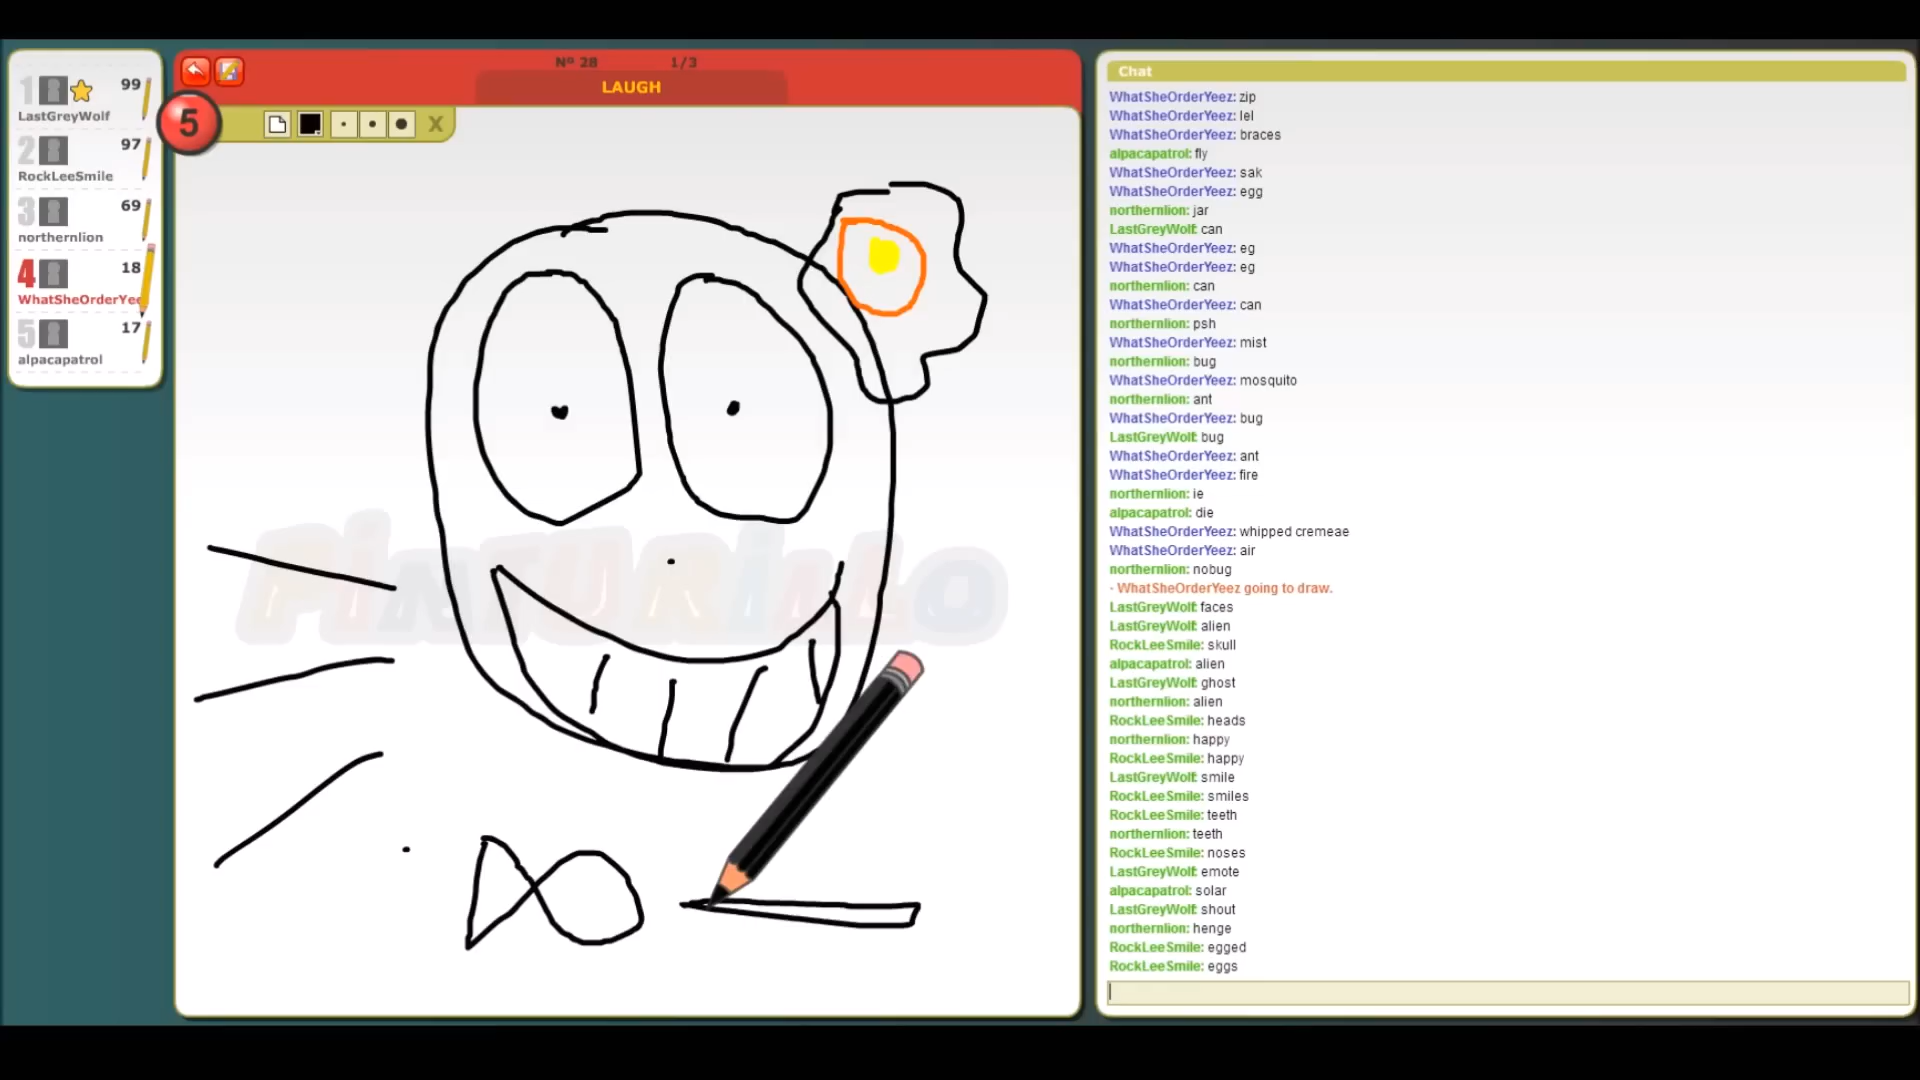 1 99
LastGreyWolf
2 97
RockLeeSmile
3 69
northernlion
4 18
WhatSheOrderYee
5 17
alpacapatrol
Nº 28 1/3
LAUGH
5
X
PINTURILLO
Chat
WhatSheOrderYeez: zip
WhatSheOrderYeez: lel
WhatSheOrderYeez: braces
alpacapatrol: fly
WhatSheOrderYeez: sak
WhatSheOrderYeez: egg
northernlion: jar
LastGreyWolf: can
WhatSheOrderYeez: eg
WhatSheOrderYeez: eg
northernlion: can
WhatSheOrderYeez: can
northernlion: psh
WhatSheOrderYeez: mist
northernlion: bug
WhatSheOrderYeez: mosquito
northernlion: ant
WhatSheOrderYeez: bug
LastGreyWolf: bug
WhatSheOrderYeez: ant
WhatSheOrderYeez: fire
northernlion: ie
alpacapatrol: die
WhatSheOrderYeez: whipped cremeae
WhatSheOrderYeez: air
northernlion: nobug
- WhatSheOrderYeez going to draw.
LastGreyWolf: faces
LastGreyWolf: alien
RockLeeSmile: skull
alpacapatrol: alien
LastGreyWolf: ghost
northernlion: alien
RockLeeSmile: heads
northernlion: happy
RockLeeSmile: happy
LastGreyWolf: smile
RockLeeSmile: smiles
RockLeeSmile: teeth
northernlion: teeth
RockLeeSmile: noses
LastGreyWolf: emote
alpacapatrol: solar
LastGreyWolf: shout
northernlion: henge
RockLeeSmile: egged
RockLeeSmile: eggs